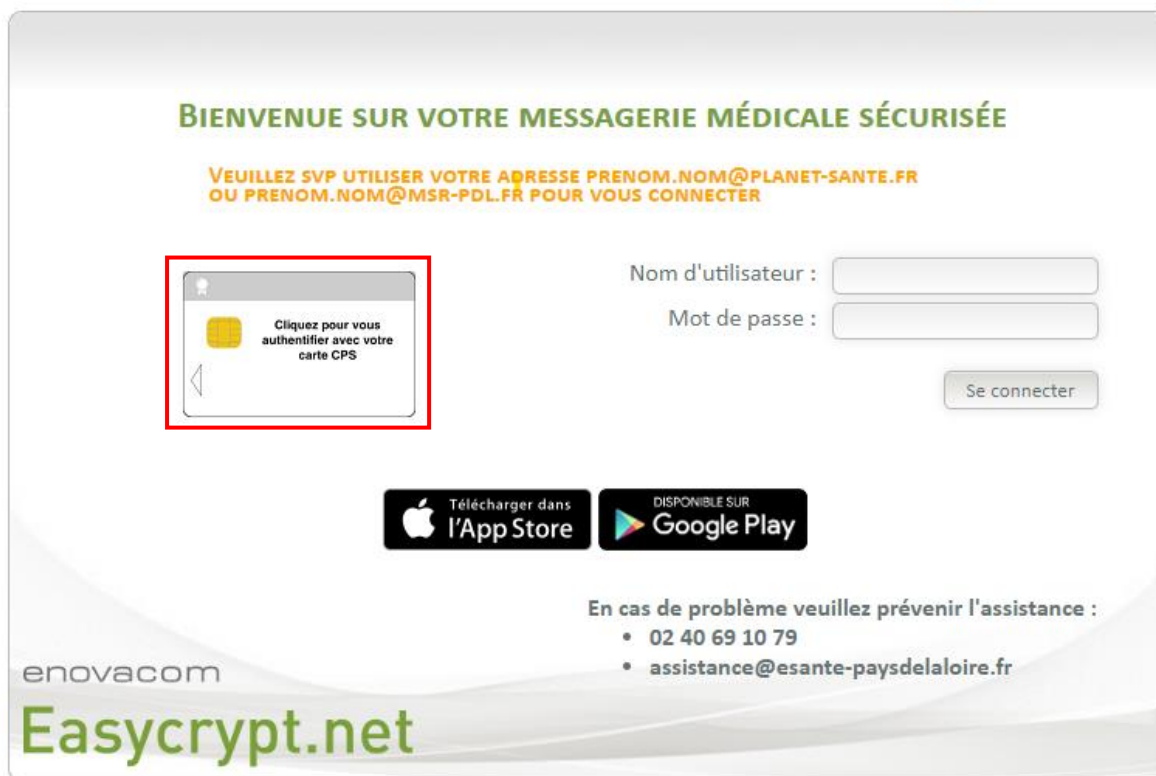 BIENVENUE SUR VOTRE MESSAGERIE MÉDICALE SÉCURISÉE
VEUILLEZ SVP UTILISER VOTRE ADRESSE PRENOM.NOM@PLANET-SANTE.FR
OU PRENOM.NOM@MSR-PDL.FR POUR VOUS CONNECTER
Cliquez pour vous
authentifier avec votre
carte CPS
Nom d'utilisateur :
Mot de passe :
Se connecter
Télécharger dans
l'App Store
DISPONIBLE SUR
Google Play
En cas de problème veuillez prévenir l'assistance :
• 02 40 69 10 79
• assistance@esante-paysdelaloire.fr
enovacom
Easycrypt.net